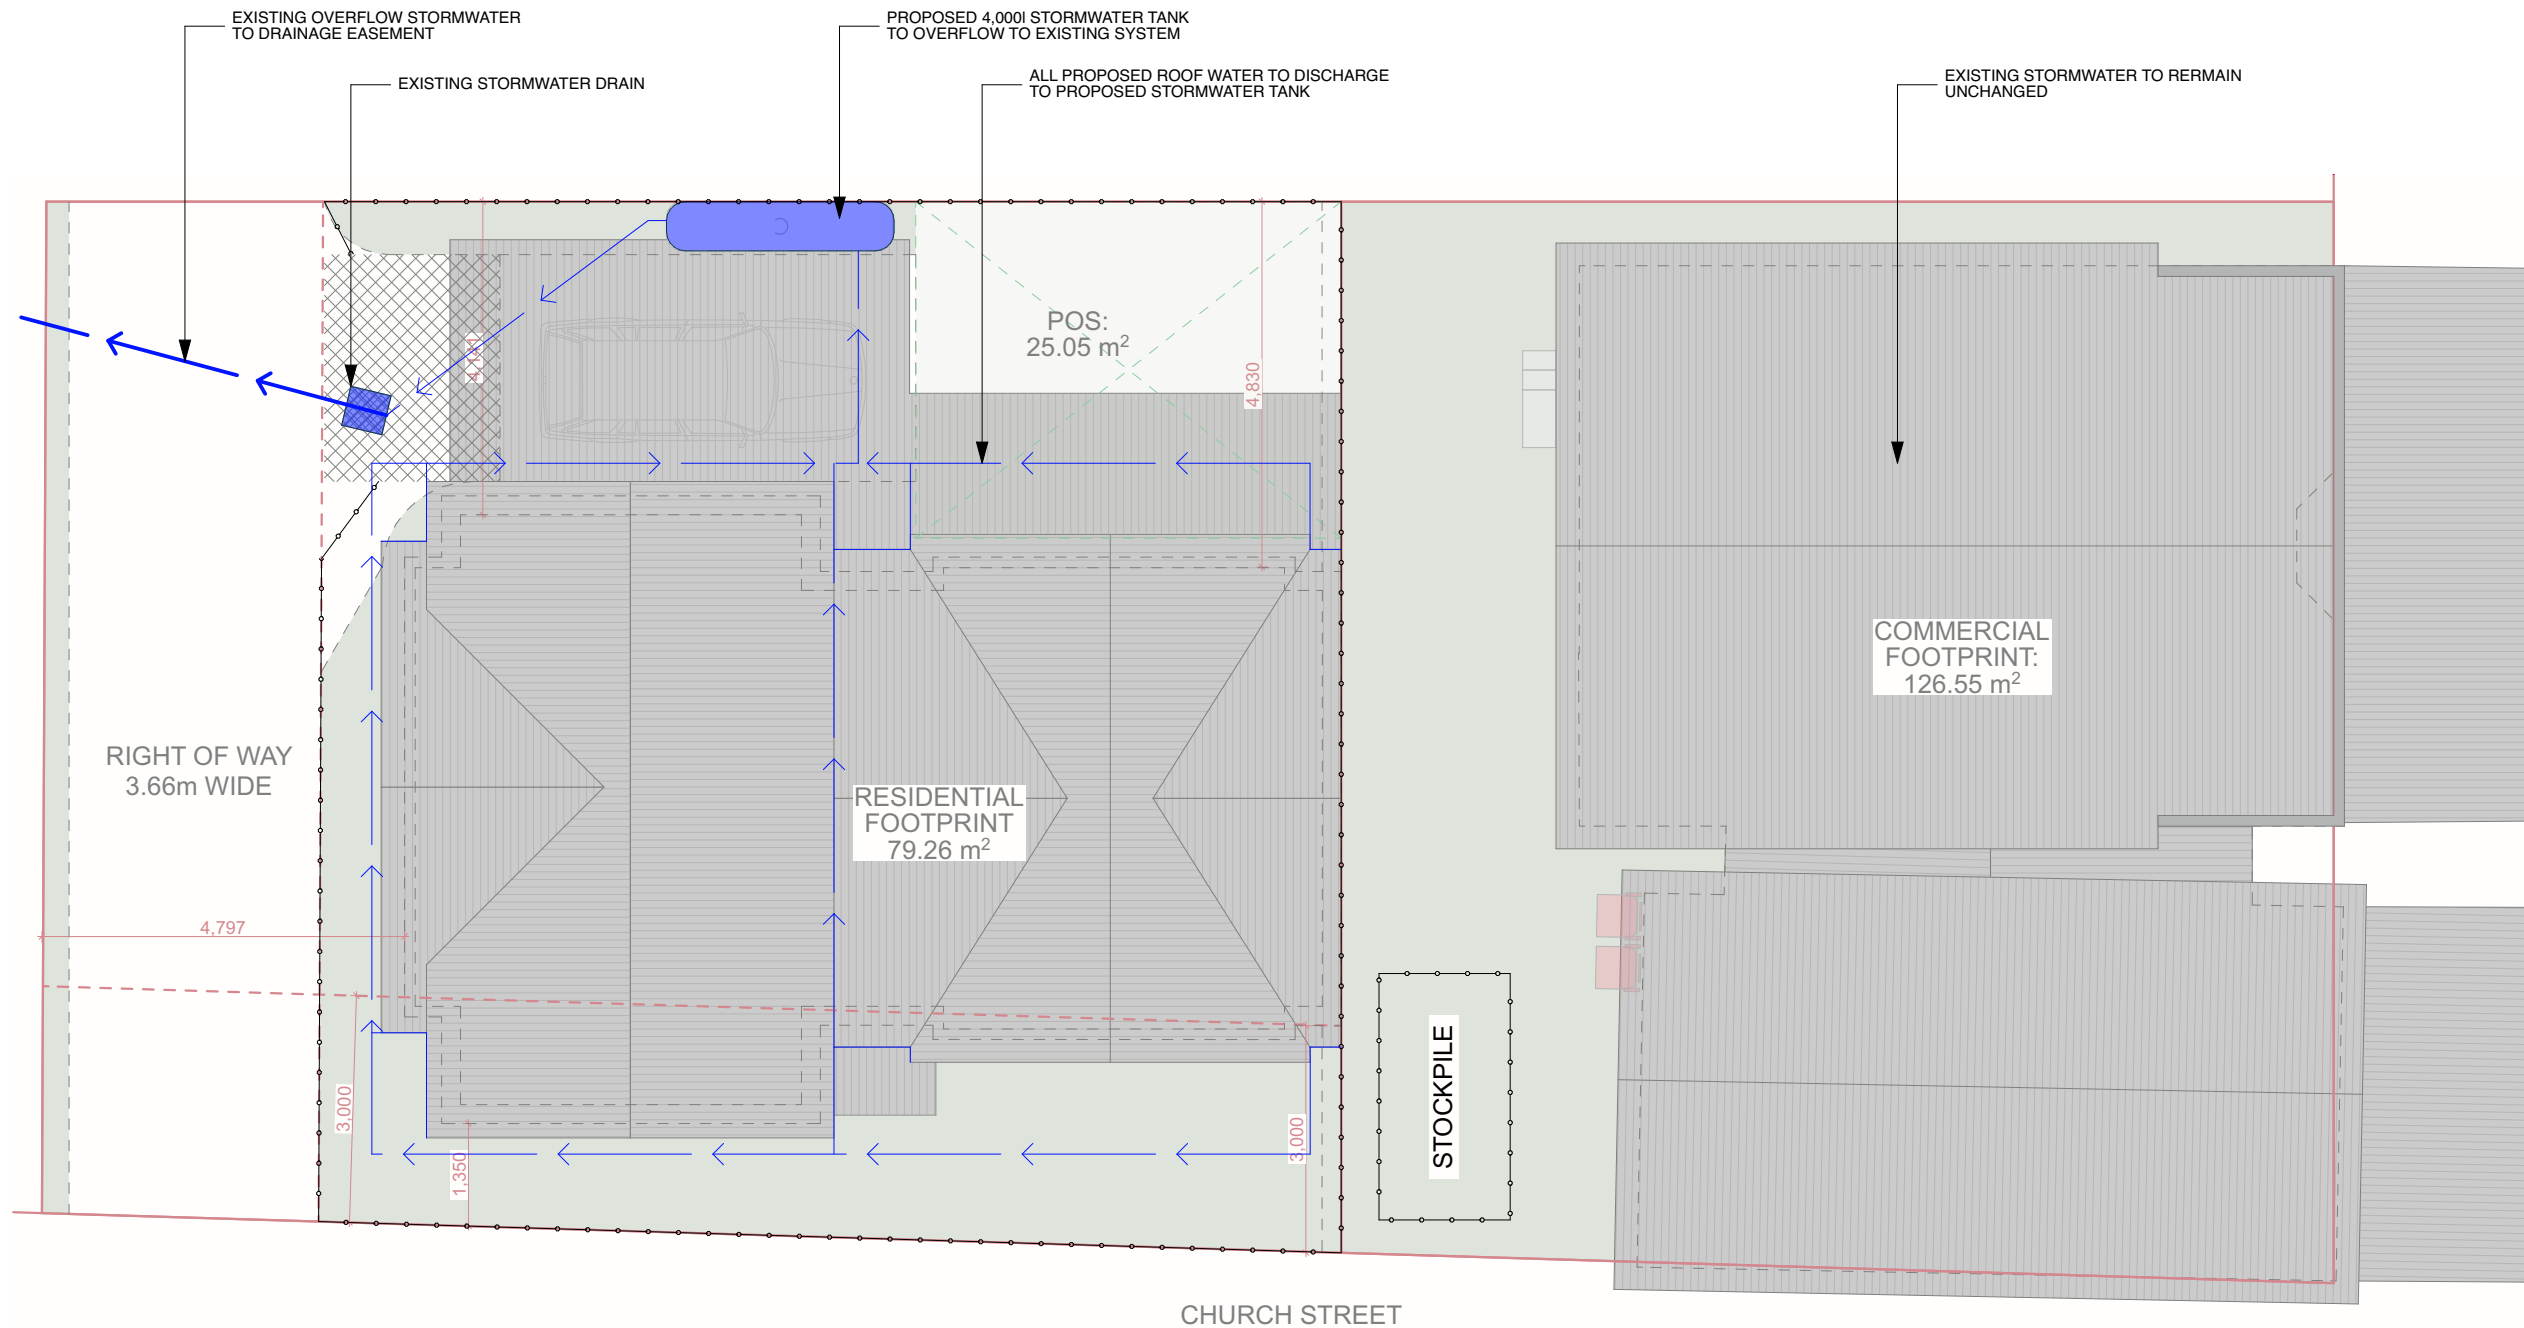 EXISTING OVERFLOW STORMWATER
TO DRAINAGE EASEMENT
PROPOSED 4,000l STORMWATER TANK
TO OVERFLOW TO EXISTING SYSTEM
EXISTING STORMWATER DRAIN
ALL PROPOSED ROOF WATER TO DISCHARGE
TO PROPOSED STORMWATER TANK
EXISTING STORMWATER TO RERMAIN
UNCHANGED
POS:
25.05 m²
4,830
COMMERCIAL
FOOTPRINT:
126.55 m²
RIGHT OF WAY
3.66m WIDE
RESIDENTIAL
FOOTPRINT
79.26 m²
4,797
3,000
1,350
3,000
STOCKPILE
CHURCH STREET